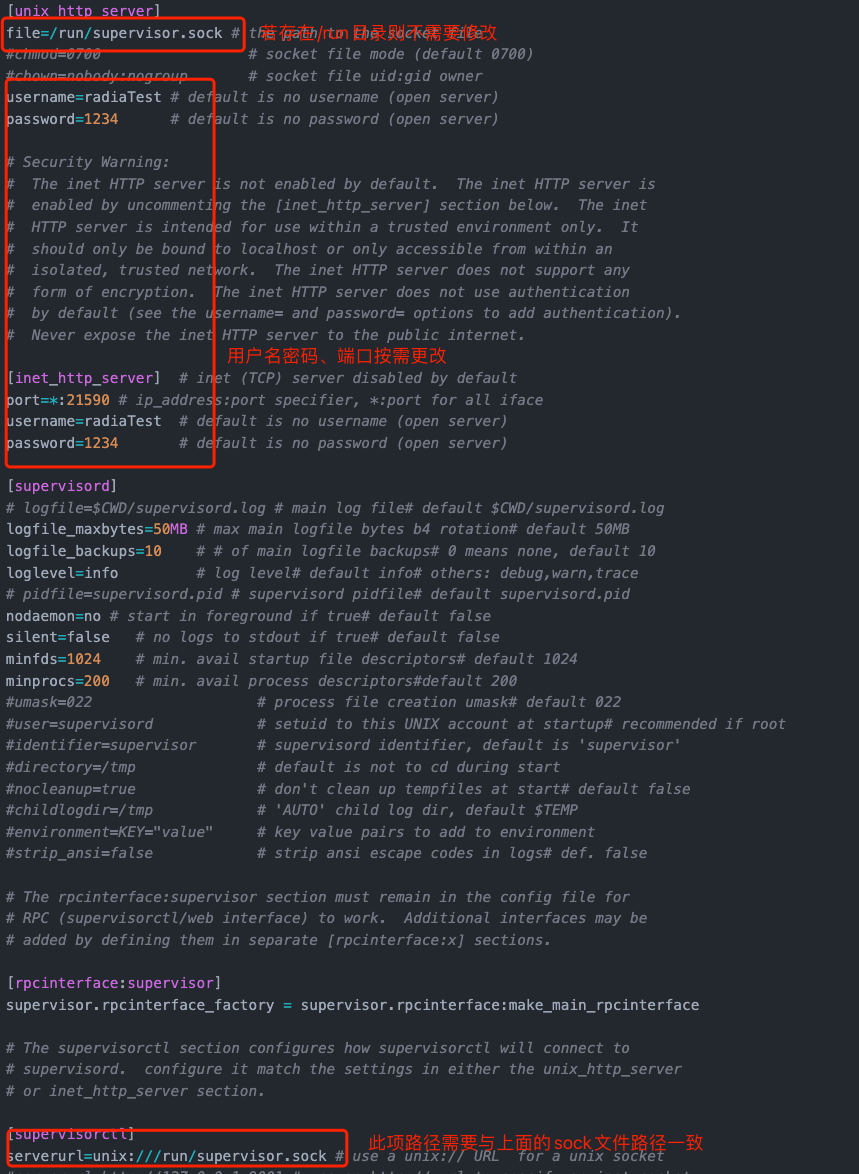 [unix_http_server]
file=/run/supervisor.sock # the path to the socket file
若存在/run目录则不需要修改
#chmod=0700 # socket file mode (default 0700)
#chown=nobody:nogroup # socket file uid:gid owner
username=radiaTest # default is no username (open server)
password=1234 # default is no password (open server)
# Security Warning:
# The inet HTTP server is not enabled by default. The inet HTTP server is
# enabled by uncommenting the [inet_http_server] section below. The inet
# HTTP server is intended for use within a trusted environment only. It
# should only be bound to localhost or only accessible from within an
# isolated, trusted network. The inet HTTP server does not support any
# form of encryption. The inet HTTP server does not use authentication
# by default (see the username= and password= options to add authentication).
# Never expose the inet HTTP server to the public internet.
用户名密码、端口按需更改
[inet_http_server] # inet (TCP) server disabled by default
port=*:21590 # ip_address:port specifier, *:port for all iface
username=radiaTest # default is no username (open server)
password=1234 # default is no password (open server)
[supervisord]
# logfile=$CWD/supervisord.log # main log file# default $CWD/supervisord.log
logfile_maxbytes=50MB # max main logfile bytes b4 rotation# default 50MB
logfile_backups=10 # # of main logfile backups# 0 means none, default 10
loglevel=info # log level# default info# others: debug,warn,trace
# pidfile=supervisord.pid # supervisord pidfile# default supervisord.pid
nodaemon=no # start in foreground if true# default false
silent=false # no logs to stdout if true# default false
minfds=1024 # min. avail startup file descriptors# default 1024
minprocs=200 # min. avail process descriptors#default 200
#umask=022 # process file creation umask# default 022
#user=supervisord # setuid to this UNIX account at startup# recommended if root
#identifier=supervisor # supervisord identifier, default is 'supervisor'
#directory=/tmp # default is not to cd during start
#nocleanup=true # don't clean up tempfiles at start# default false
#childlogdir=/tmp # 'AUTO' child log dir, default $TEMP
#environment=KEY="value" # key value pairs to add to environment
#strip_ansi=false # strip ansi escape codes in logs# def. false
# The rpcinterface:supervisor section must remain in the config file for
# RPC (supervisorctl/web interface) to work. Additional interfaces may be
# added by defining them in separate [rpcinterface:x] sections.
[rpcinterface:supervisor]
supervisor.rpcinterface_factory = supervisor.rpcinterface:make_main_rpcinterface
# The supervisorctl section configures how supervisorctl will connect to
# supervisord. configure it match the settings in either the unix_http_server
# or inet_http_server section.
[supervisorctl]
此项路径需要与上面的sock文件路径一致
serverurl=unix:///run/supervisor.sock # use a unix:// URL for a unix socket